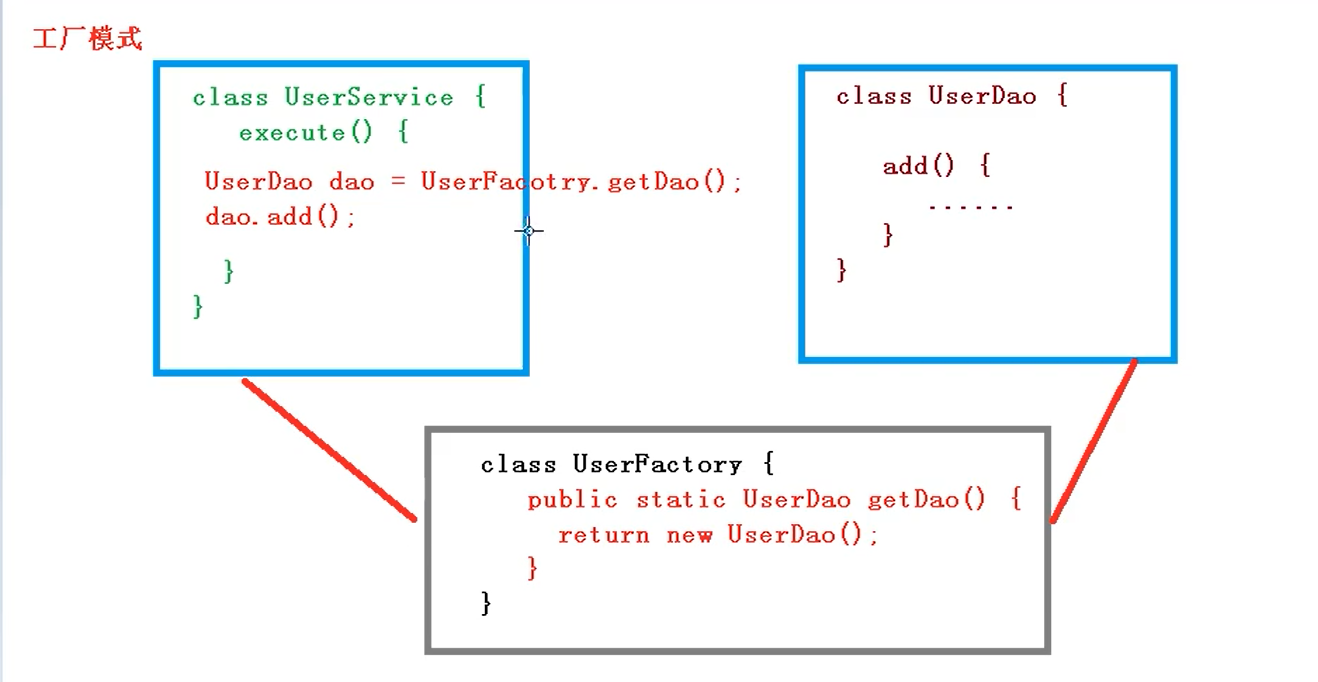 工厂模式
class UserService {
execute() {
UserDao dao = UserFacotry.getDao();
dao.add();
}
}
class UserDao {
add() {
......
}
}
class UserFactory {
public static UserDao getDao() {
return new UserDao();
}
}